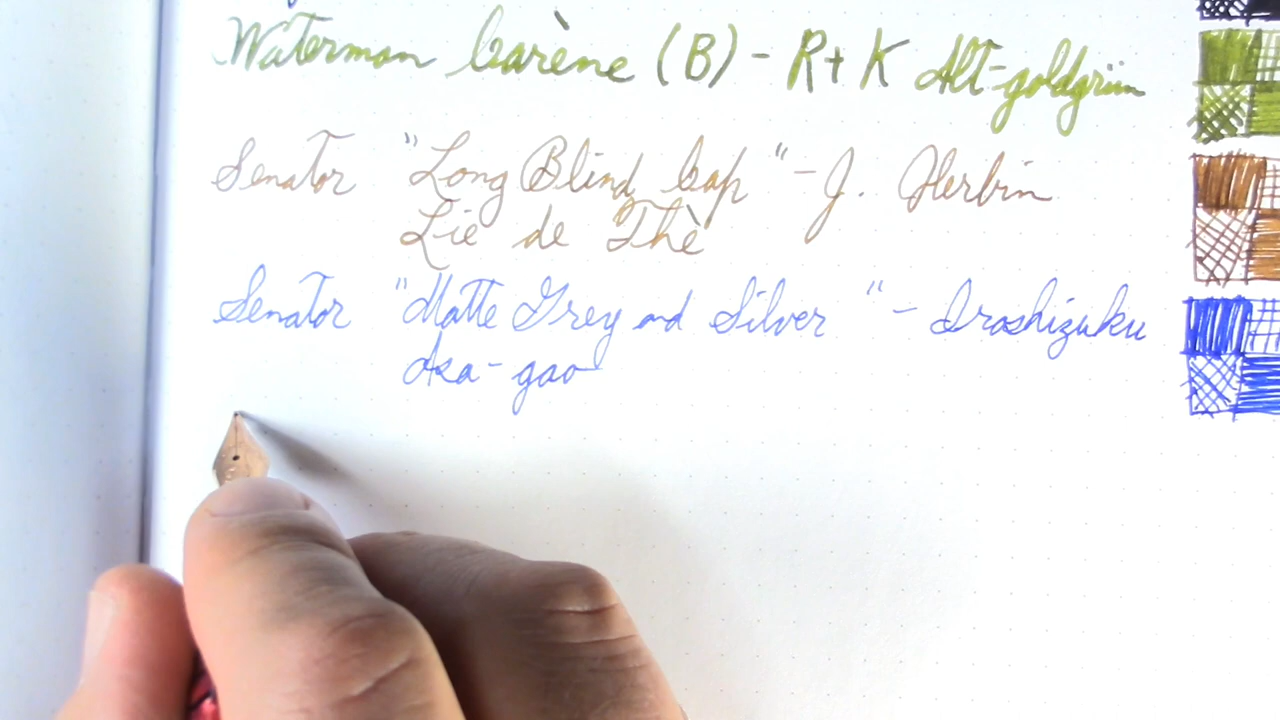 Waterman Carène (B) - R+K Alt-goldgrün
Senator "Long Blind Cap" - J. Herbin
Lie de Thè
Senator "Matte Grey and Silver" - Iroshizuku
Asa-gao